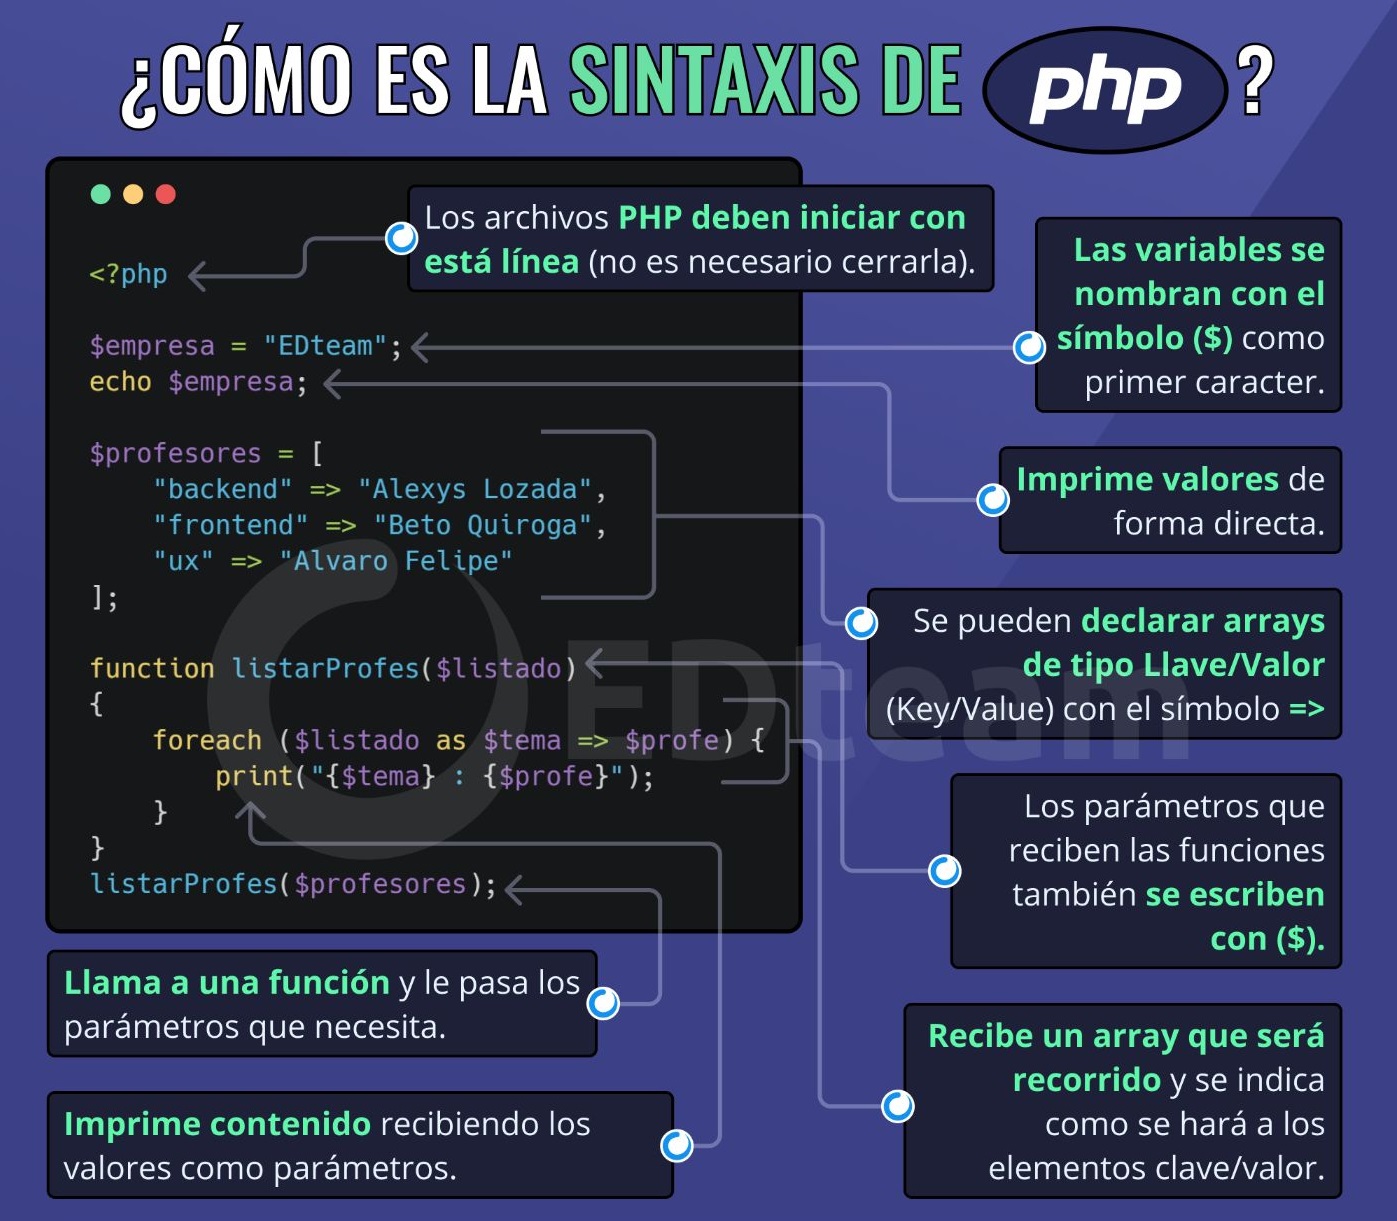 ¿CÓMO ES LA SINTAXIS DE php ?
Los archivos PHP deben iniciar con
está línea (no es necesario cerrarla).
<?php
$empresa = "EDteam";
echo $empresa;
$profesores = [
"backend" => "Alexys Lozada",
"frontend" => "Beto Quiroga",
"ux" => "Alvaro Felipe"
];
function listarProfes($listado)
{
foreach ($listado as $tema => $profe) {
print("{$tema} : {$profe}");
}
}
listarProfes($profesores);
Las variables se
nombran con el
símbolo ($) como
primer caracter.
Imprime valores de
forma directa.
Se pueden declarar arrays
de tipo Llave/Valor
(Key/Value) con el símbolo =>
EDteam
Los parámetros que
reciben las funciones
también se escriben
con ($).
Recibe un array que será
recorrido y se indica
como se hará a los
elementos clave/valor.
Llama a una función y le pasa los
parámetros que necesita.
Imprime contenido recibiendo los
valores como parámetros.